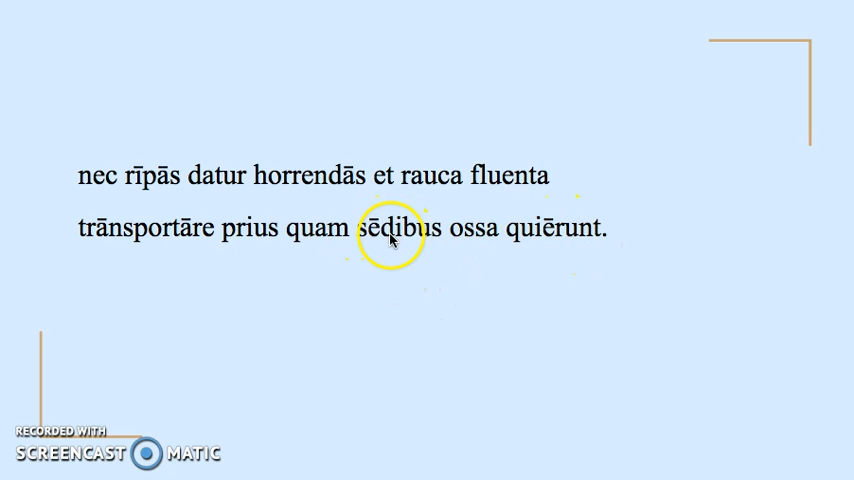 nec rīpās datur horrendās et rauca fluenta
trānsportāre prius quam sēdibus ossa quiērunt.
RECORDED WITH
SCREENCAST MATIC